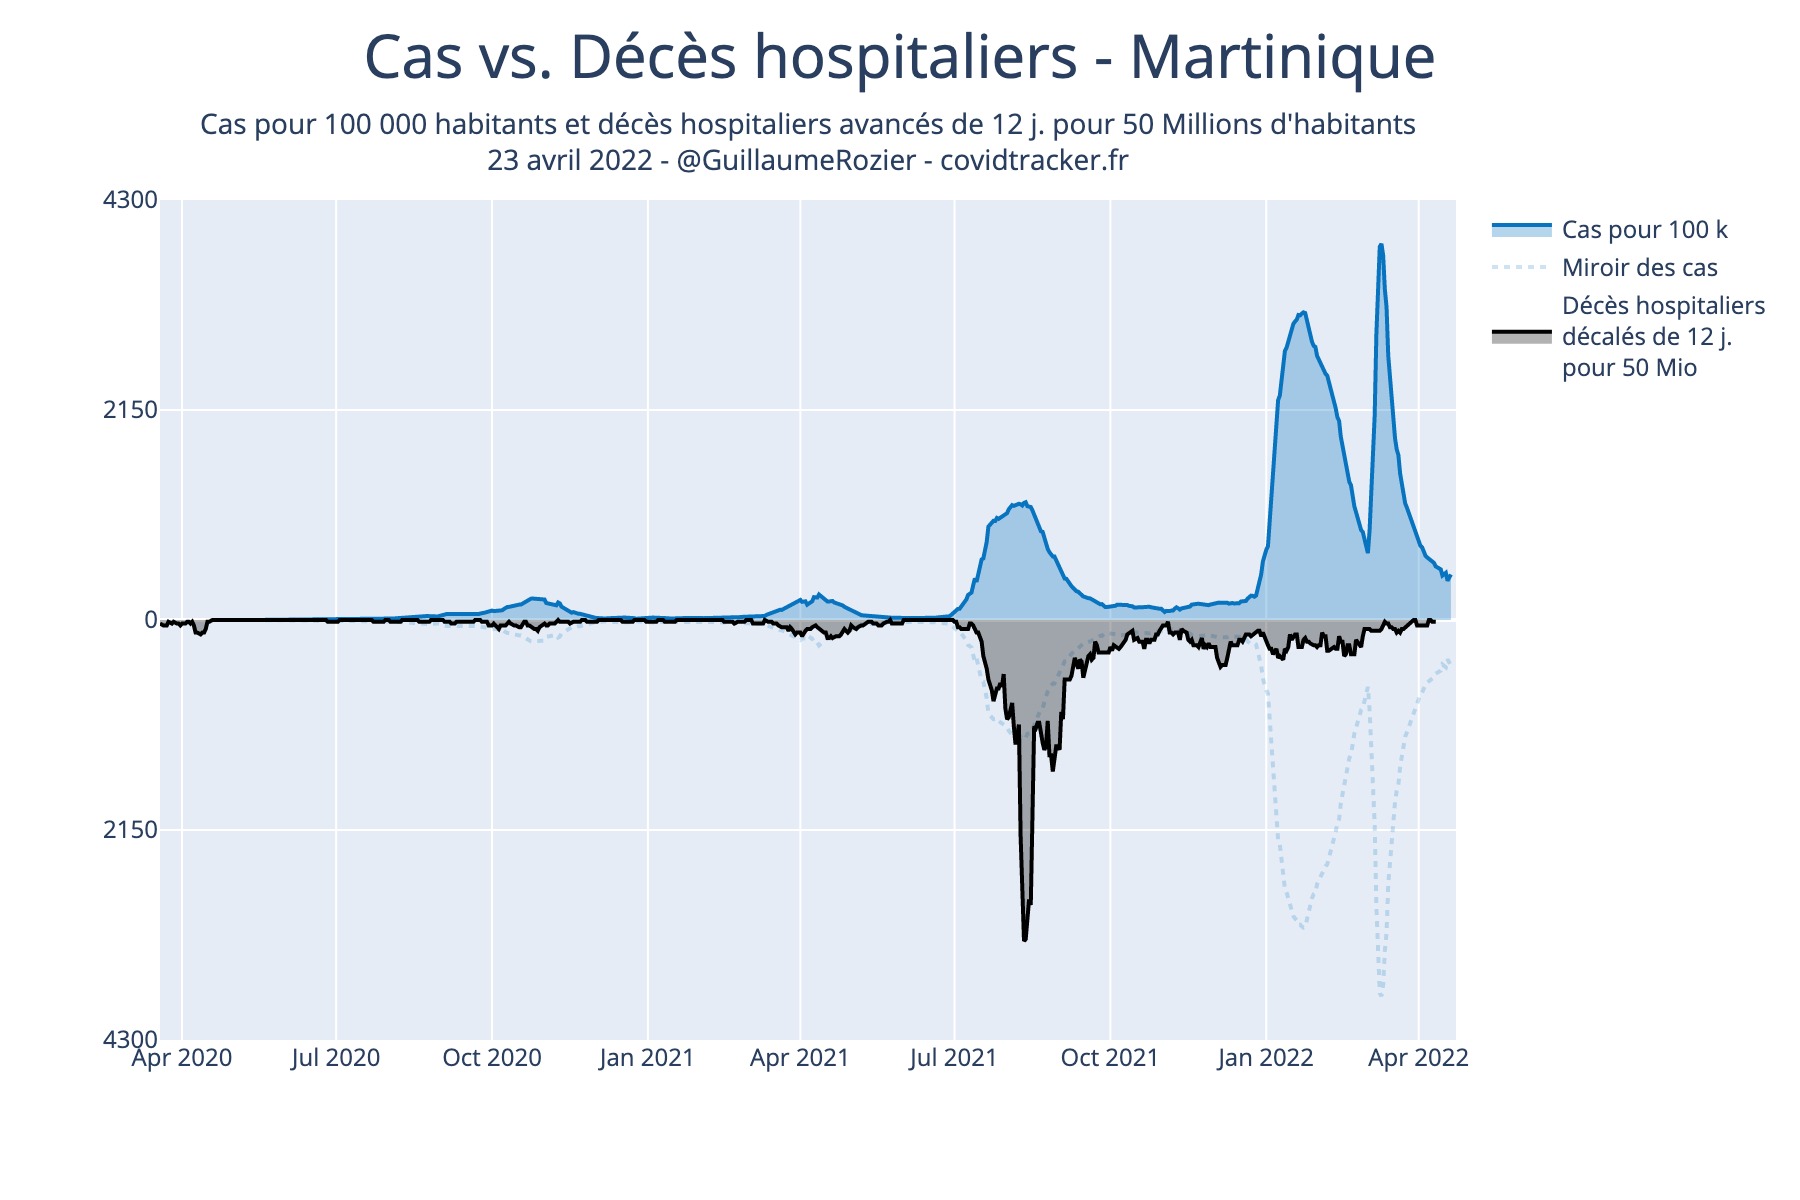 Cas vs. Décès hospitaliers - Martinique
Cas pour 100 000 habitants et décès hospitaliers avancés de 12 j. pour 50 Millions d'habitants
23 avril 2022 - @GuillaumeRozier - covidtracker.fr
4300
2150
0
2150
4300
Apr 2020
Jul 2020
Oct 2020
Jan 2021
Apr 2021
Jul 2021
Oct 2021
Jan 2022
Apr 2022
Cas pour 100 k
Miroir des cas
Décès hospitaliers
décalés de 12 j.
pour 50 Mio